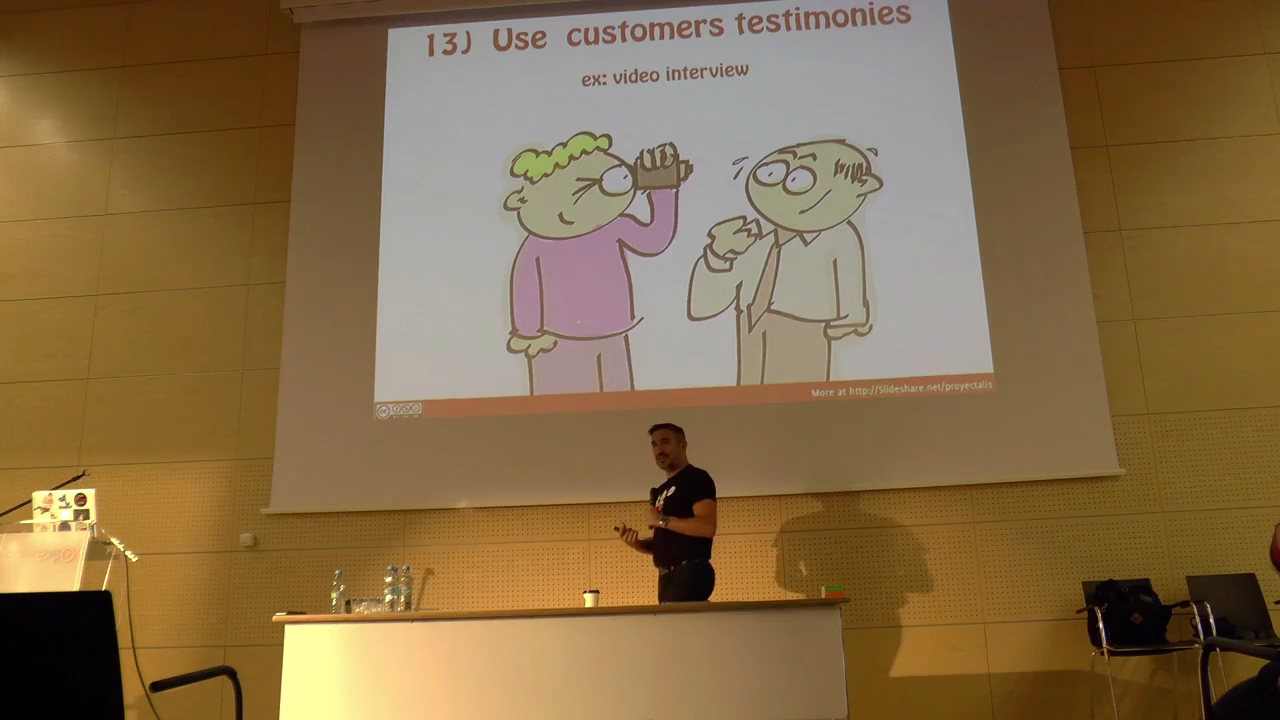 13) Use customers testimonies
ex: video interview
More at http://Slideshare.net/proyectalis